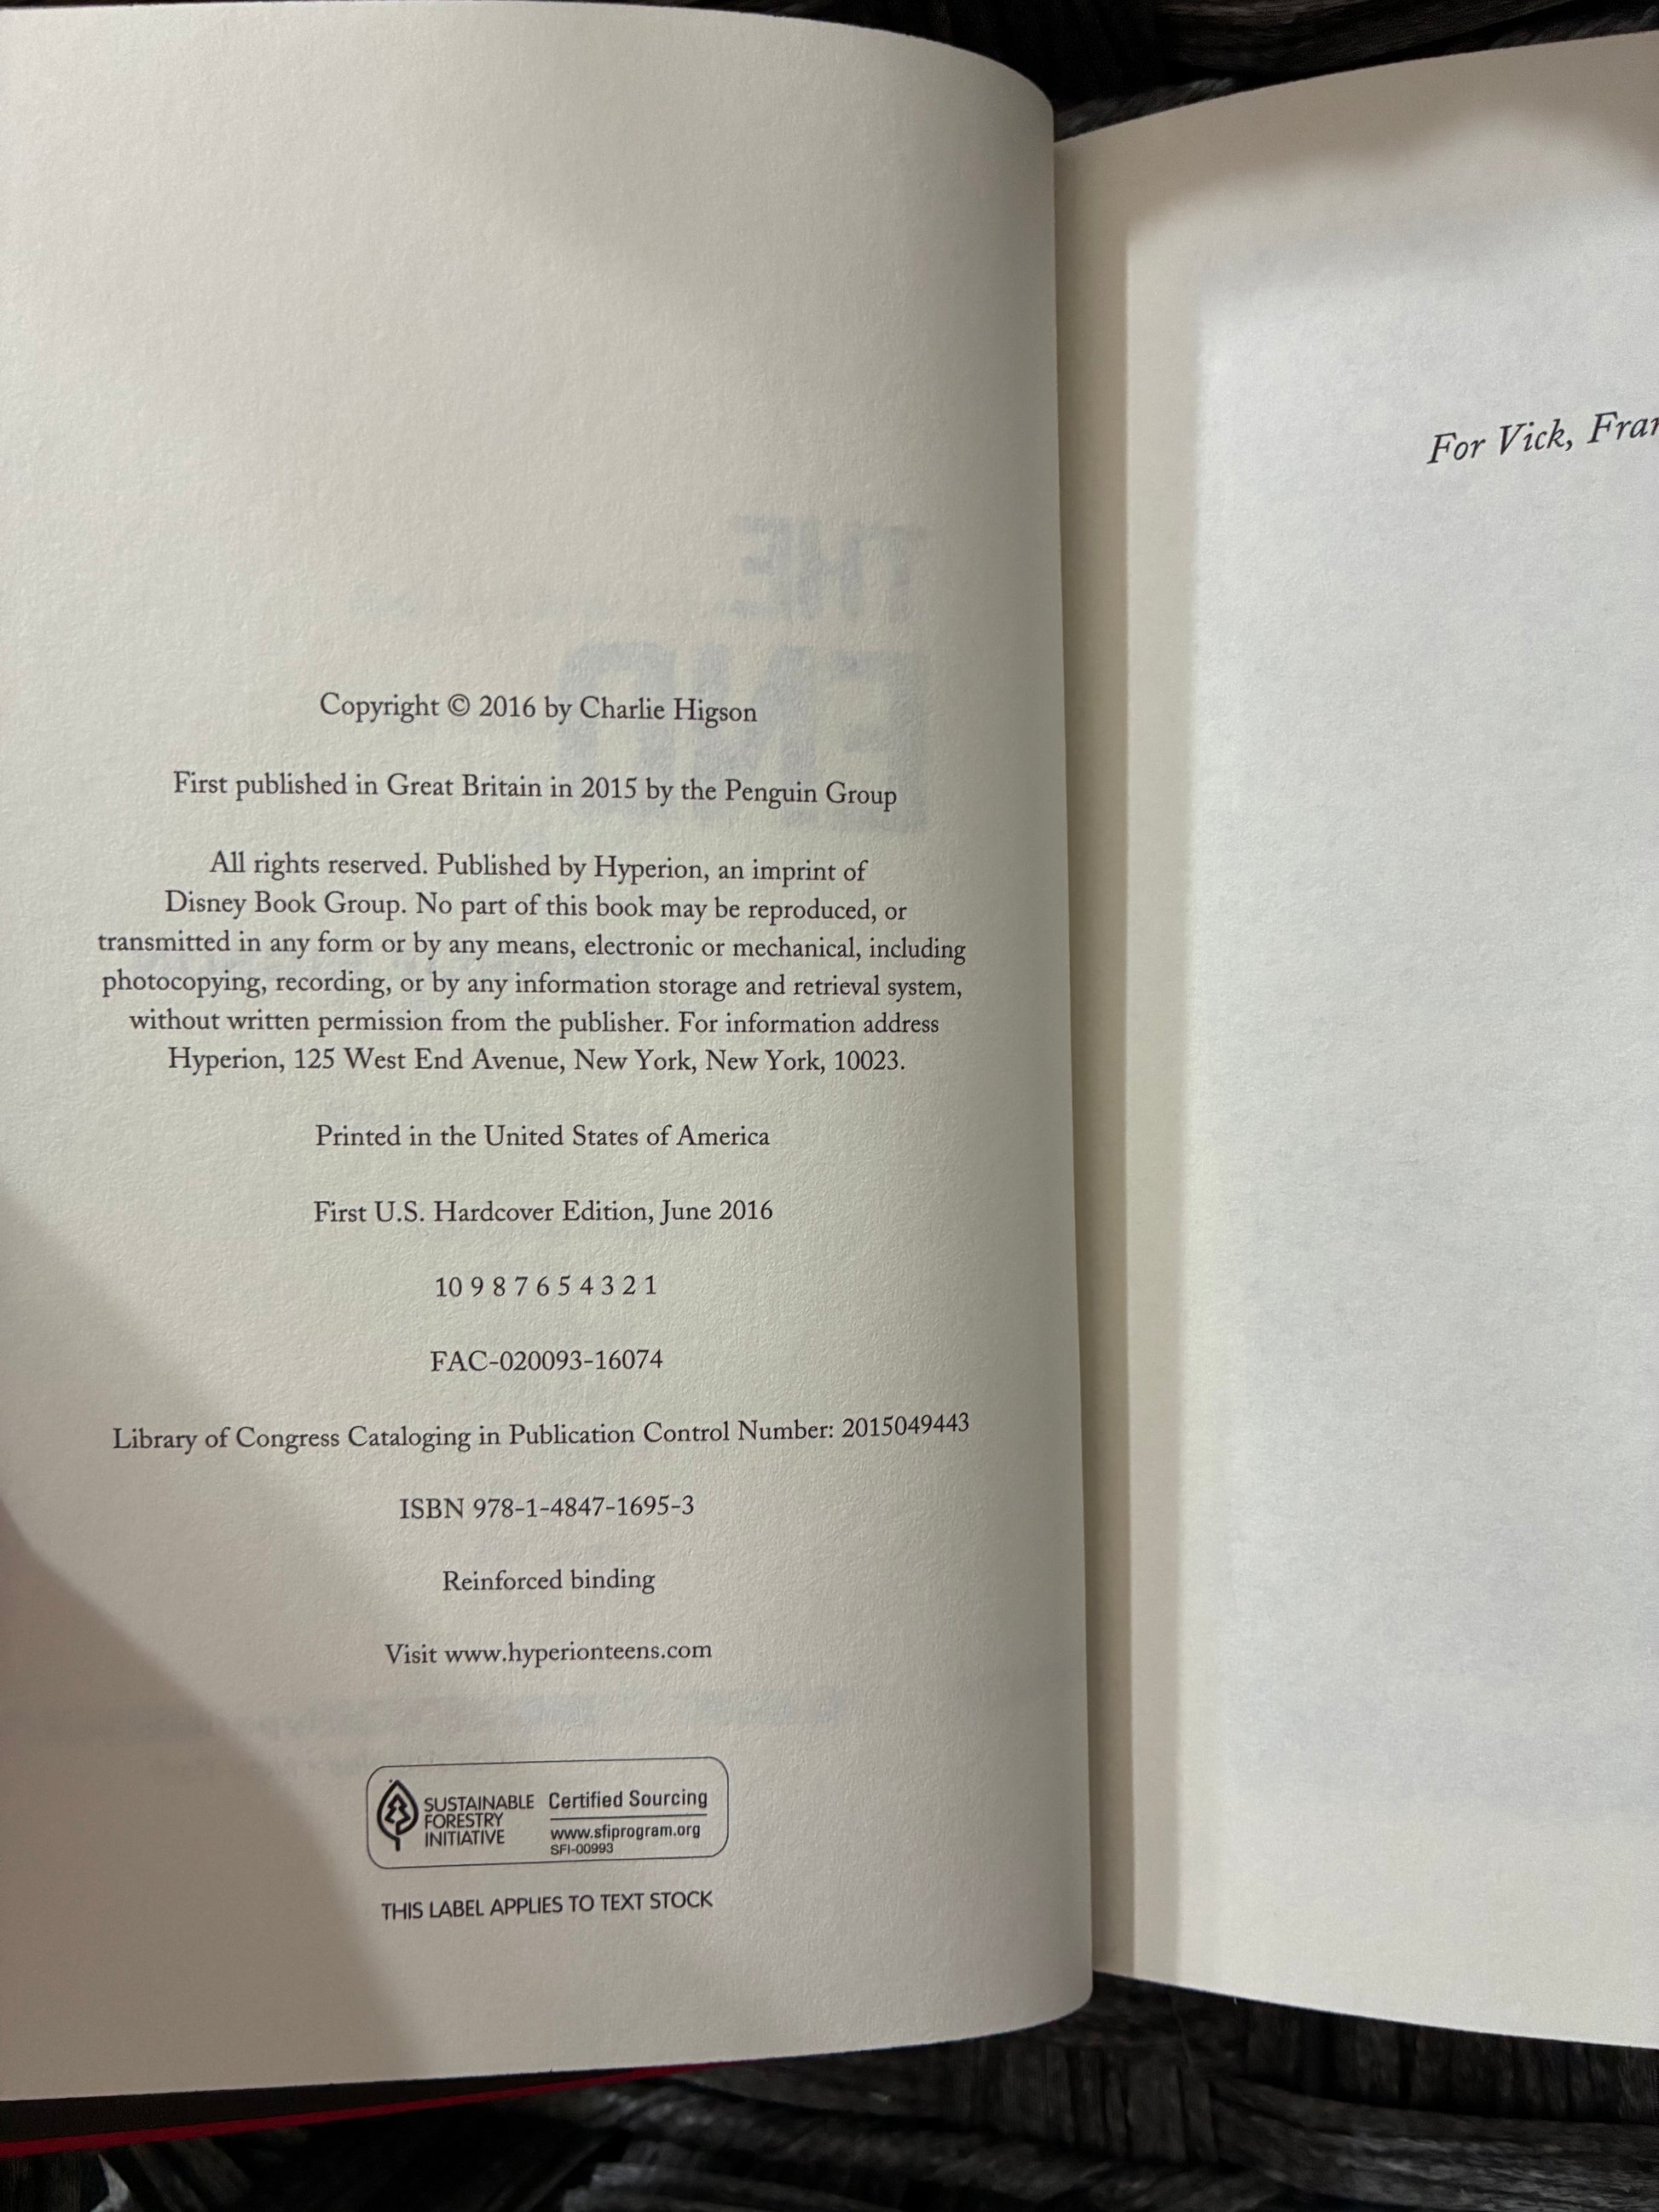 THE
END
Copyright © 2016 by Charlie Higson
First published in Great Britain in 2015 by the Penguin Group
All rights reserved. Published by Hyperion, an imprint of
Disney Book Group. No part of this book may be reproduced, or
transmitted in any form or by any means, electronic or mechanical, including
photocopying, recording, or by any information storage and retrieval system,
without written permission from the publisher. For information address
Hyperion, 125 West End Avenue, New York, New York, 10023.
Printed in the United States of America
First U.S. Hardcover Edition, June 2016
10 9 8 7 6 5 4 3 2 1
FAC-020093-16074
Library of Congress Cataloging in Publication Control Number: 2015049443
ISBN 978-1-4847-1695-3
Reinforced binding
Visit www.hyperionteens.com
SUSTAINABLE
FORESTRY
INITIATIVE
Certified Sourcing
www.sfiprogram.org
SFI-00993
THIS LABEL APPLIES TO TEXT STOCK
For Vick,